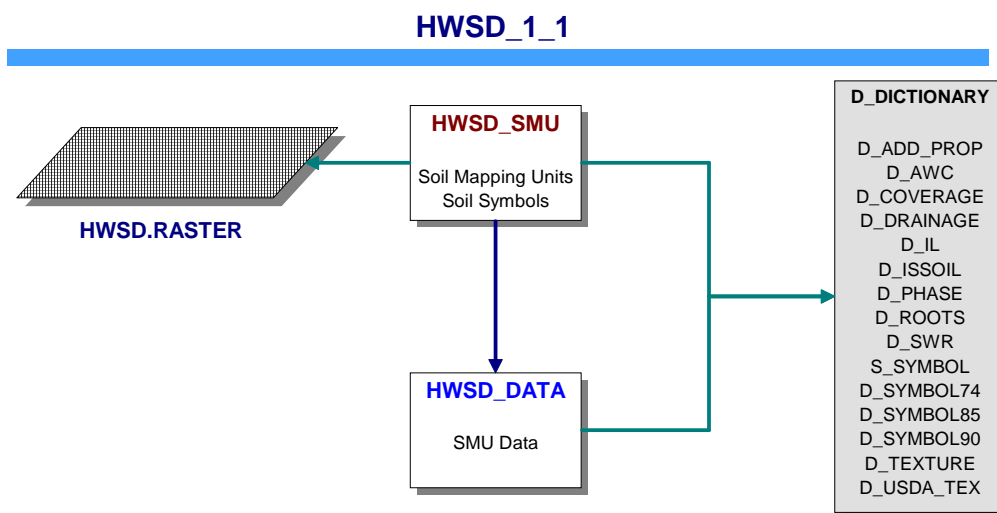 HWSD_1_1
HWSD_SMU
Soil Mapping Units
Soil Symbols
HWSD.RASTER
HWSD_DATA
SMU Data
D_DICTIONARY
D_ADD_PROP
D_AWC
D_COVERAGE
D_DRAINAGE
D_IL
D_ISSOIL
D_PHASE
D_ROOTS
D_SWR
S_SYMBOL
D_SYMBOL74
D_SYMBOL85
D_SYMBOL90
D_TEXTURE
D_USDA_TEX